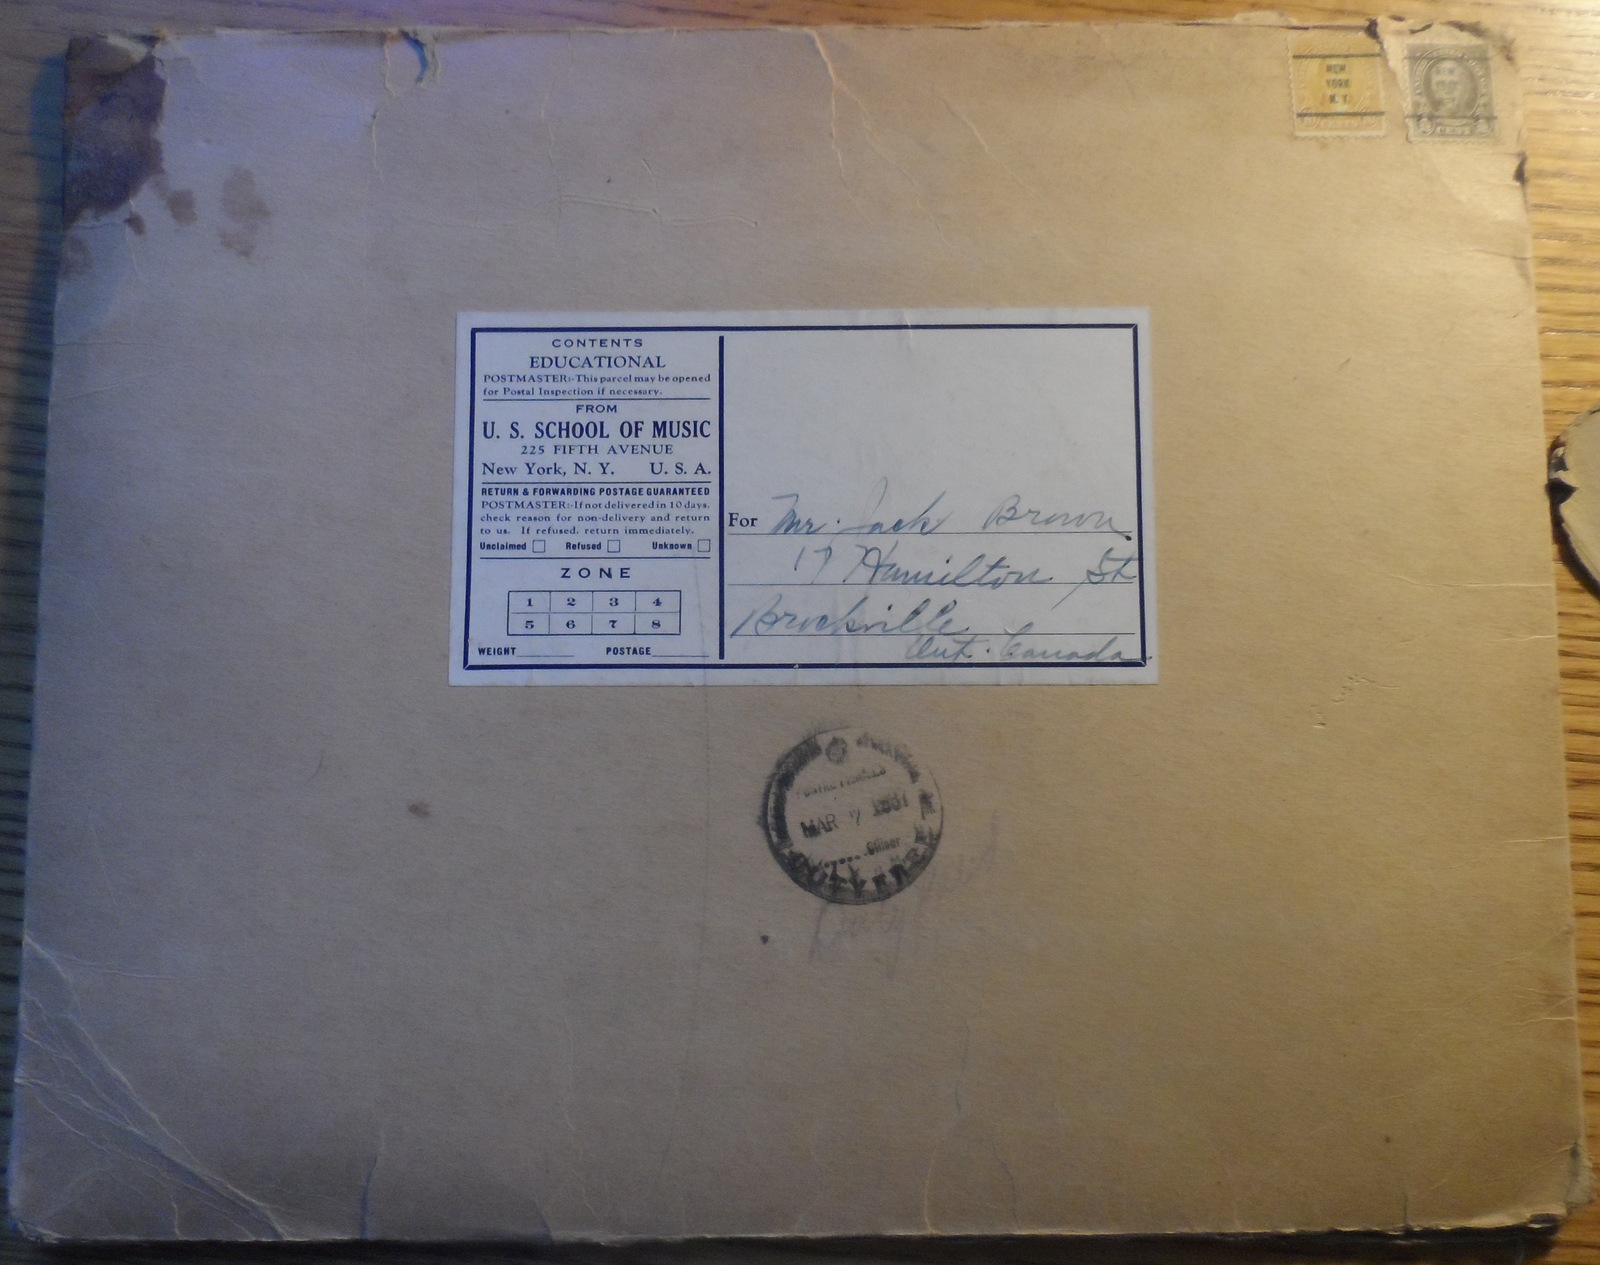 NEW
YORK
N. Y.
CENTS
CONTENTS
EDUCATIONAL
POSTMASTER:-This parcel may be opened
for Postal Inspection if necessary.
FROM
U. S. SCHOOL OF MUSIC
225 FIFTH AVENUE
New York, N. Y. U. S. A.
RETURN & FORWARDING POSTAGE GUARANTEED
POSTMASTER:-If not delivered in 10 days,
check reason for non-delivery and return
to us. If refused, return immediately.
Unclaimed Refused Unknown
ZONE
1 2 3 4
5 6 7 8
WEIGHT POSTAGE
For Mr. Jack Brown
17 Hamilton St
Brockville
Ont. Canada
MAR
Officer